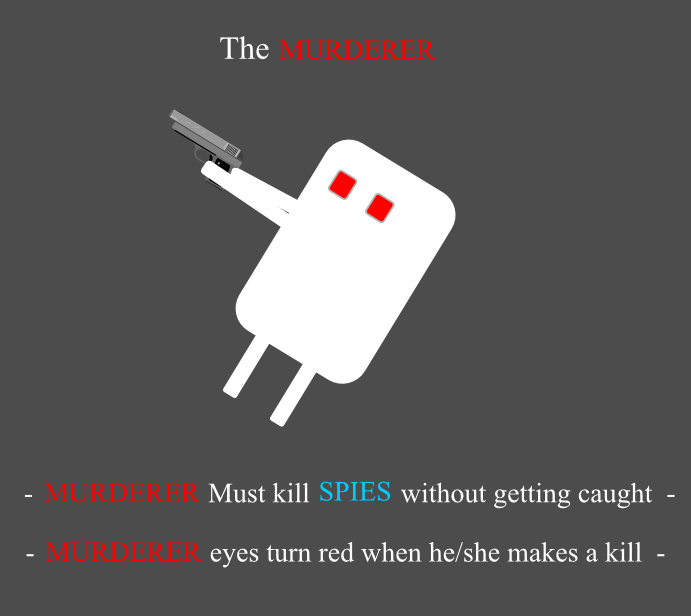 The MURDERER
- MURDERER Must kill SPIES without getting caught -
- MURDERER eyes turn red when he/she makes a kill -